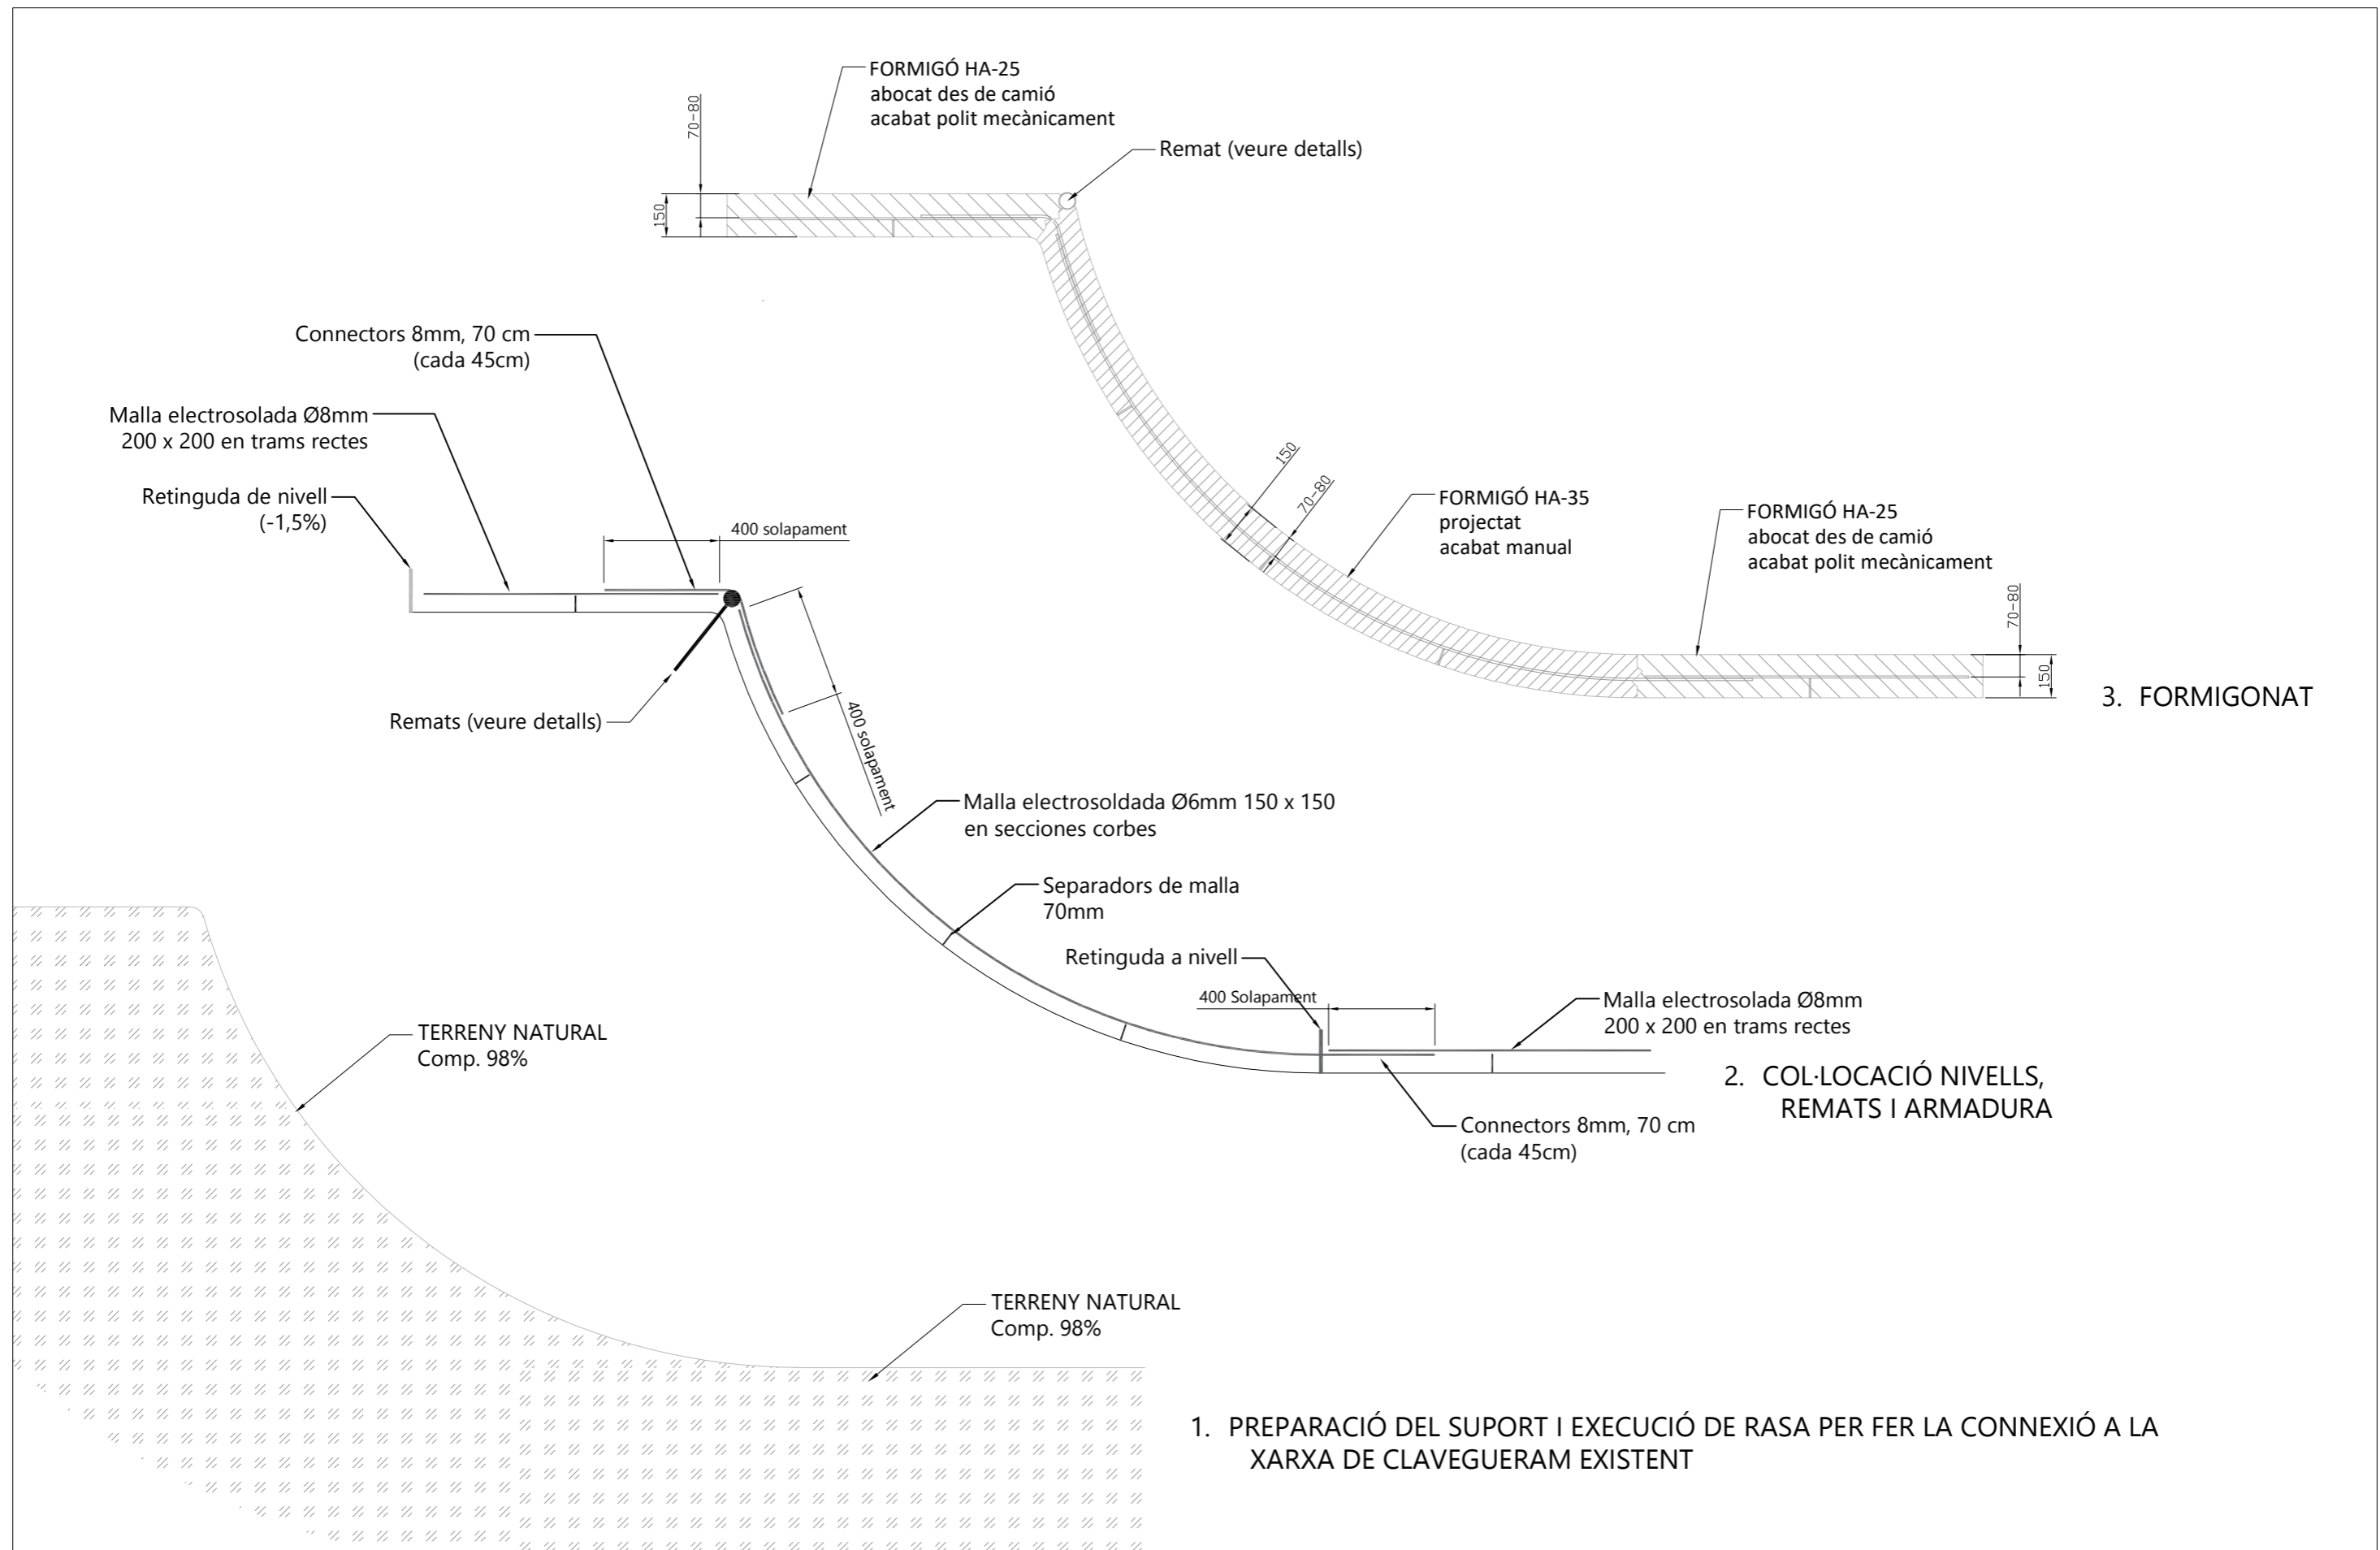 FORMIGÓ HA-25
abocat des de camió
acabat polit mecànicament
Remat (veure detalls)
70-80
150
150
70-80
FORMIGÓ HA-35
projectat
acabat manual
FORMIGÓ HA-25
abocat des de camió
acabat polit mecànicament
70-80
150
3. FORMIGONAT
Connectors 8mm, 70 cm
(cada 45cm)
Malla electrosolada Ø8mm
200 x 200 en trams rectes
Retinguda de nivell
(-1,5%)
400 solapament
Remats (veure detalls)
400 solapament
Malla electrosoldada Ø6mm 150 x 150
en secciones corbes
Separadors de malla
70mm
Retinguda a nivell
400 Solapament
Malla electrosolada Ø8mm
200 x 200 en trams rectes
Connectors 8mm, 70 cm
(cada 45cm)
2. COL·LOCACIÓ NIVELLS,
REMATS I ARMADURA
TERRENY NATURAL
Comp. 98%
TERRENY NATURAL
Comp. 98%
1. PREPARACIÓ DEL SUPORT I EXECUCIÓ DE RASA PER FER LA CONNEXIÓ A LA
XARXA DE CLAVEGUERAM EXISTENT